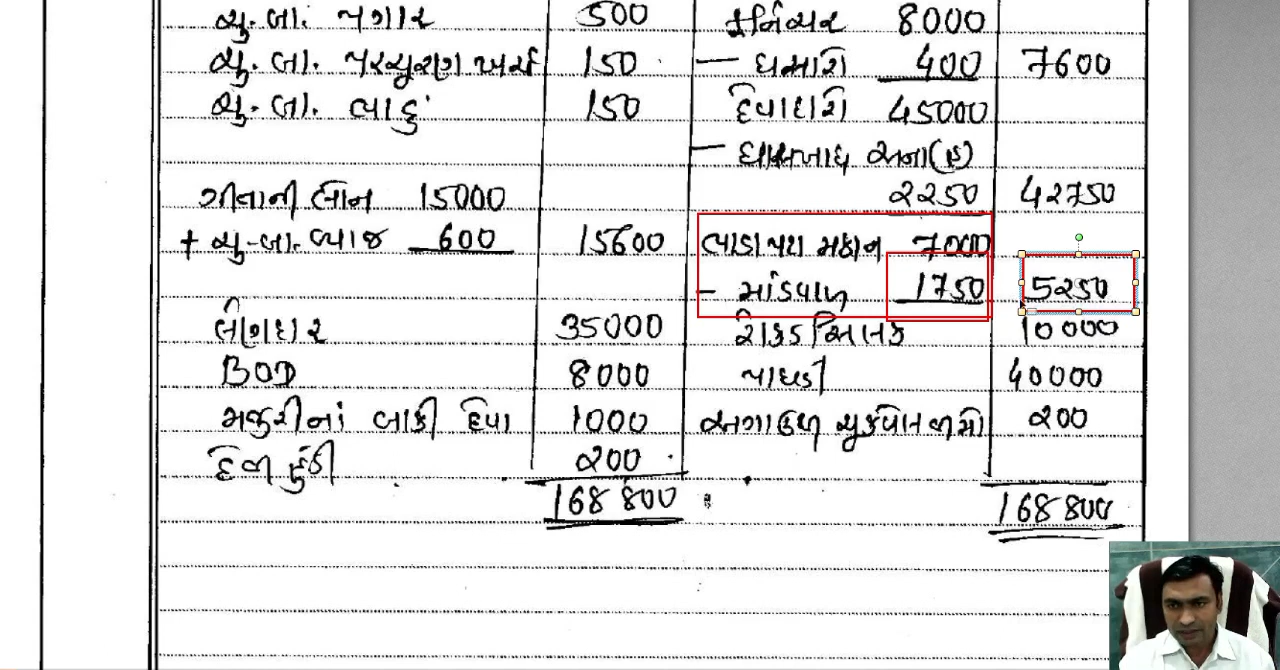 ચુ.બા. પગાર 500 ફર્નિચર 8000
ચુ.બા. પરચુરણ ખર્ચ 150 – ઘસારો 400 7600
ચુ.બા. ભાડું 150 દેવાદારો 45000
– ઘાલખાધ અના(હ)
ગીતાની લોન 15000 2250 42750
+ ચુ.બા. વ્યાજ 600 15600 ભાડા પટા મકાન 7000
– માંડવાળ 1750 5250
લેણદાર 35000 રોકડ સિલક 10000
BOD 8000 પાઘડી 40000
મજુરીનાં બાકી દેવા 1000 અગાઉથી ચુકવેલ વીમો 200
દેવી હુંડી 200
168800 168800